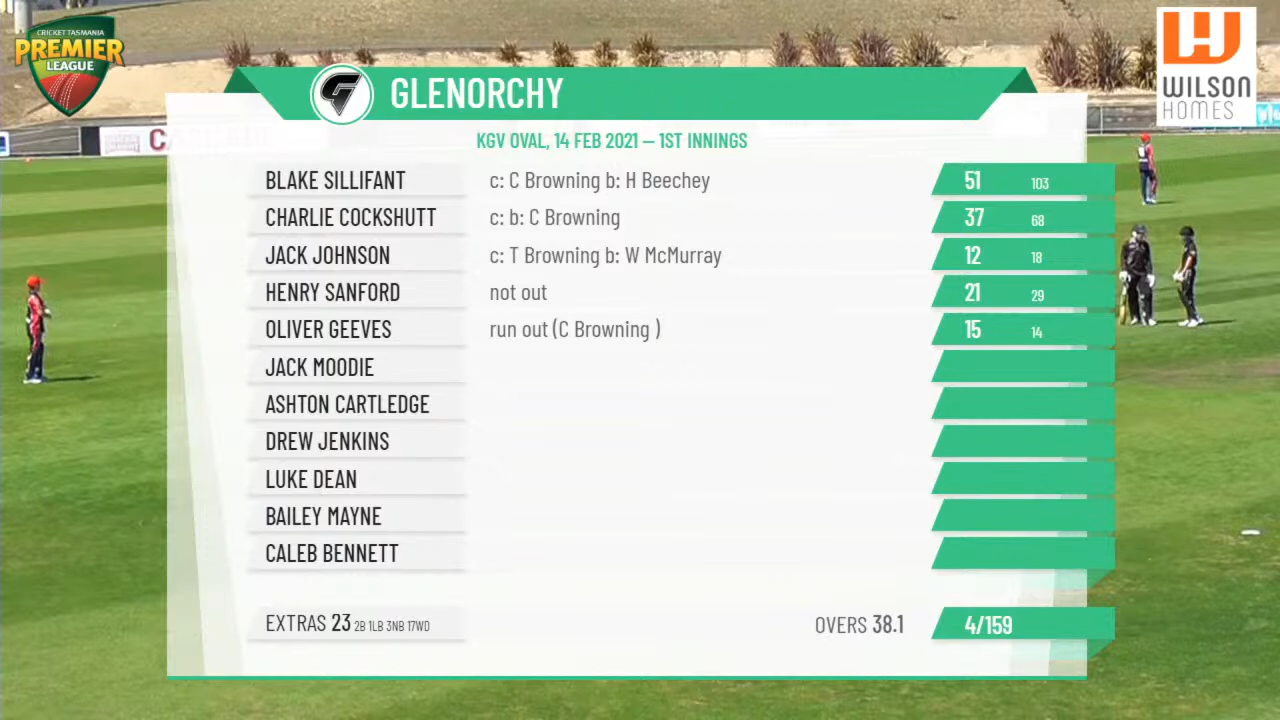 CRICKET TASMANIA
PREMIER
LEAGUE
WILSON
HOMES
GLENORCHY
KGV OVAL, 14 FEB 2021 – 1ST INNINGS
BLAKE SILLIFANT c: C Browning b: H Beechey 51 103
CHARLIE COCKSHUTT c: b: C Browning 37 68
JACK JOHNSON c: T Browning b: W McMurray 12 18
HENRY SANFORD not out 21 29
OLIVER GEEVES run out (C Browning ) 15 14
JACK MOODIE
ASHTON CARTLEDGE
DREW JENKINS
LUKE DEAN
BAILEY MAYNE
CALEB BENNETT
EXTRAS 23 2B 1LB 3NB 17WD OVERS 38.1 4/159